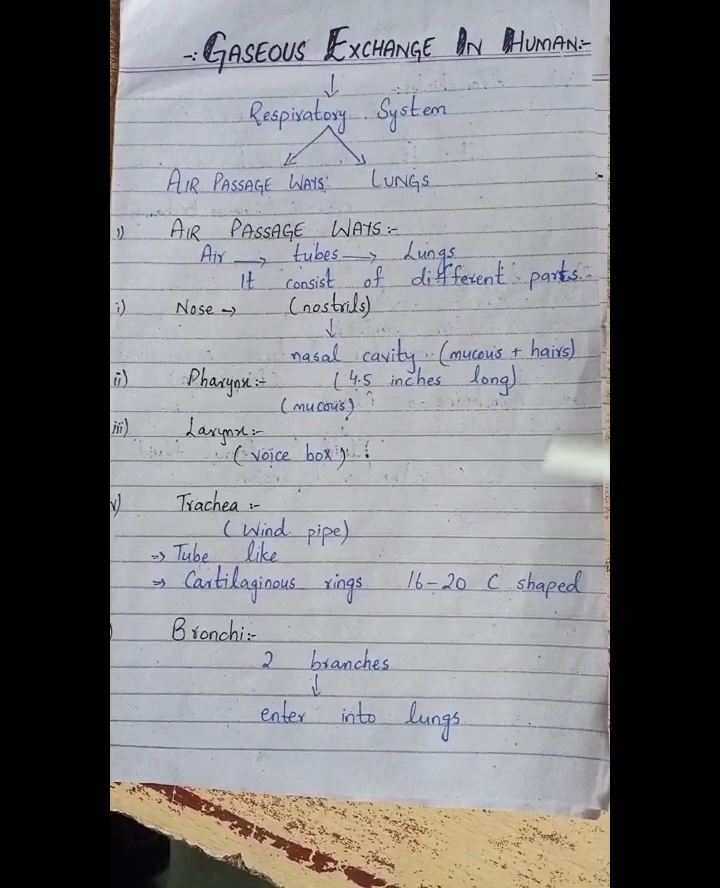 -: GASEOUS EXCHANGE IN HUMAN:-
↓
Respiratory System
AIR PASSAGE WAYS: LUNGS
1) AIR PASSAGE WAYS:-
Air → tubes → Lungs
It consist of different parts.
i) Nose → (nostrils)
↓
nasal cavity (mucous + hairs)
ii) Pharynx:- (4.5 inches long)
(mucous)
iii) Larynx:-
(voice box)
v) Trachea :-
(Wind pipe)
⇒ Tube like
⇒ Cartilaginous rings 16-20 C shaped
) Bronchi:-
2 branches
↓
enter into lungs